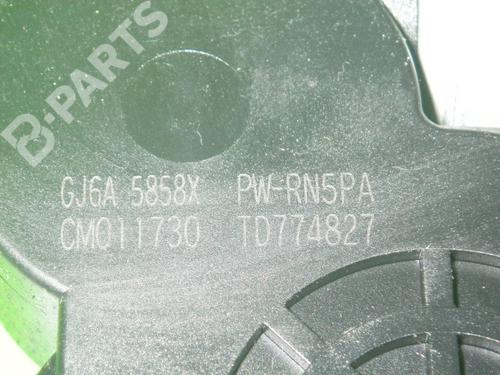 B-PARTS
GJ6A 5858X PW-RN5PA
CM011730 TD774827